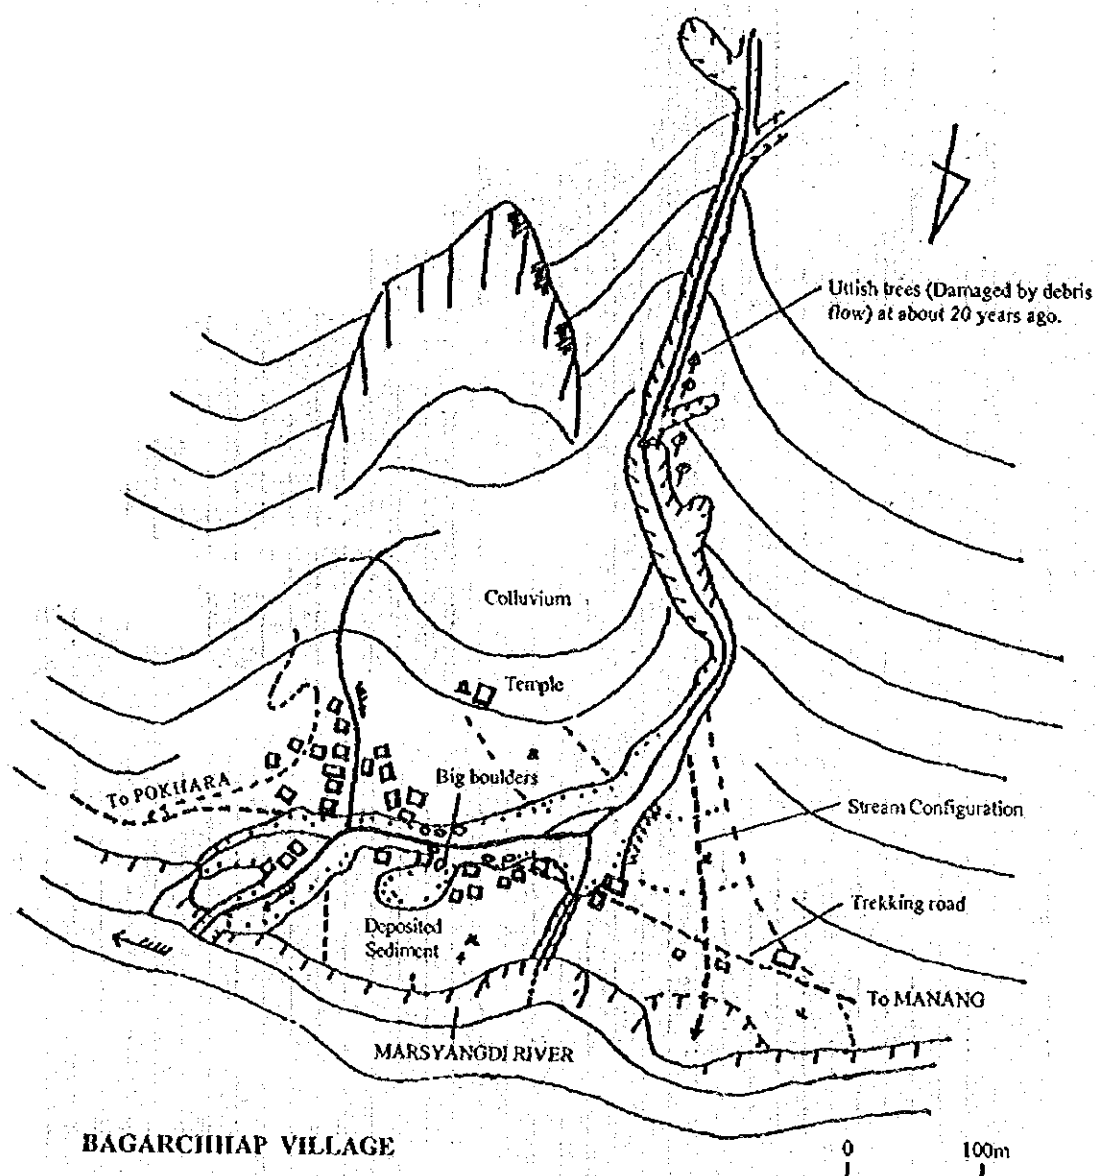 Utlish trees (Damaged by debris
flow) at about 20 years ago.
Colluvium
Temple
Big boulders
To POKHARA
Stream Configuration
Trekking road
Deposited
Sediment
To MANANG
MARSYANGDI RIVER
BAGARCHHAP VILLAGE
0 100m